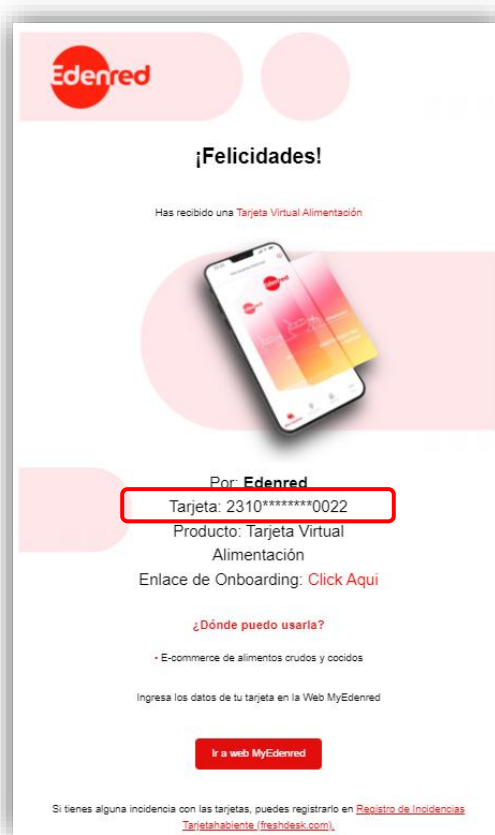 Edenred
¡Felicidades!
Has recibido una Tarjeta Virtual Alimentación
Edenred
Por: Edenred
Tarjeta: 2310********0022
Producto: Tarjeta Virtual
Alimentación
Enlace de Onboarding: Click Aqui
¿Dónde puedo usarla?
• E-commerce de alimentos crudos y cocidos
Ingresa los datos de tu tarjeta en la Web MyEdenred
Ir a web MyEdenred
Si tienes alguna incidencia con las tarjetas, puedes registrarlo en Registro de Incidencias
Tarjetahabiente (freshdesk.com).